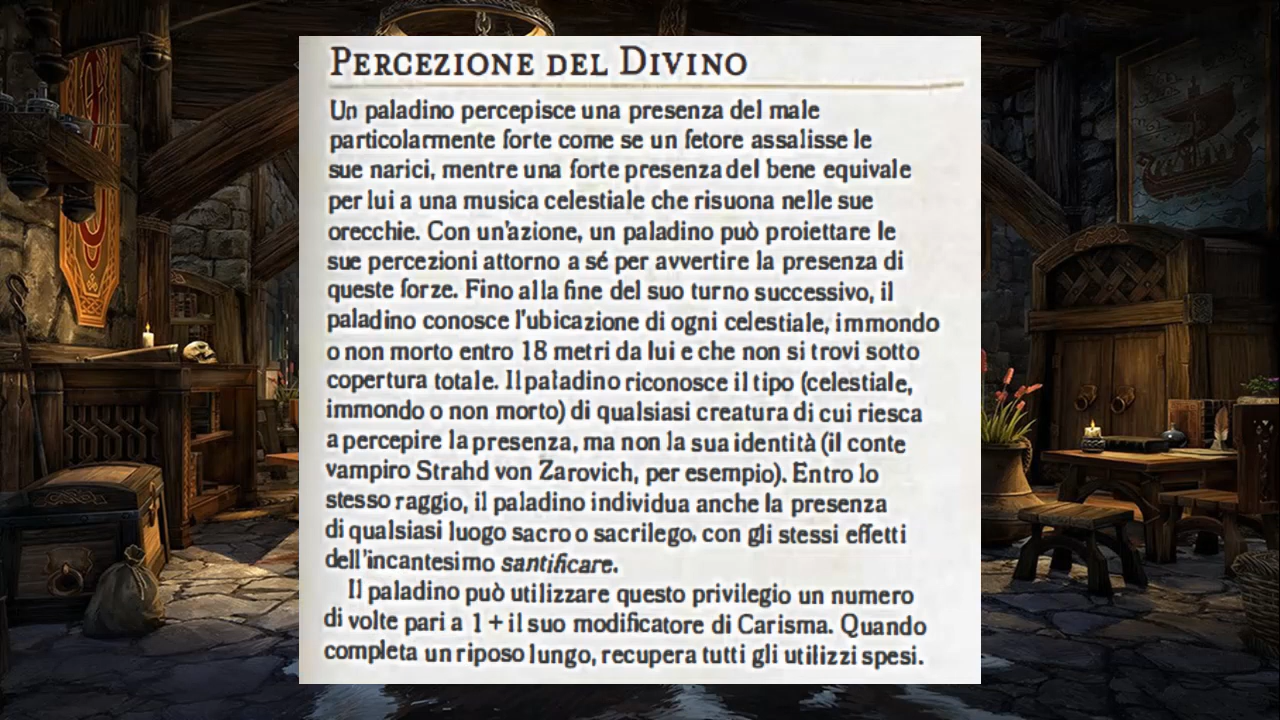 Percezione del Divino
Un paladino percepisce una presenza del male
particolarmente forte come se un fetore assalisse le
sue narici, mentre una forte presenza del bene equivale
per lui a una musica celestiale che risuona nelle sue
orecchie. Con un'azione, un paladino può proiettare le
sue percezioni attorno a sé per avvertire la presenza di
queste forze. Fino alla fine del suo turno successivo, il
paladino conosce l'ubicazione di ogni celestiale, immondo
o non morto entro 18 metri da lui e che non si trovi sotto
copertura totale. Il paladino riconosce il tipo (celestiale,
immondo o non morto) di qualsiasi creatura di cui riesca
a percepire la presenza, ma non la sua identità (il conte
vampiro Strahd von Zarovich, per esempio). Entro lo
stesso raggio, il paladino individua anche la presenza
di qualsiasi luogo sacro o sacrilego, con gli stessi effetti
dell'incantesimo santificare.
Il paladino può utilizzare questo privilegio un numero
di volte pari a 1 + il suo modificatore di Carisma. Quando
completa un riposo lungo, recupera tutti gli utilizzi spesi.